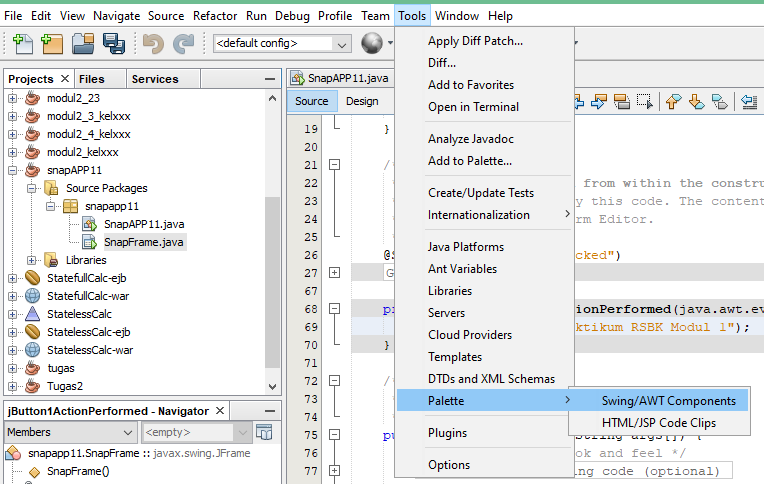 File Edit View Navigate Source Refactor Run Debug Profile Team Tools Window Help
<default config>
Projects
Files
Services
modul2_23
modul2_3_kelxxx
modul2_4_kelxxx
modul2_kelxxx
snapAPP11
Source Packages
snapapp11
SnapAPP11.java
SnapFrame.java
Libraries
StatefullCalc-ejb
StatefullCalc-war
StatelessCalc
StatelessCalc-ejb
StatelessCalc-war
tugas
Tugas2
jButton1ActionPerformed - Navigator
Members
<empty>
snapapp11.SnapFrame :: javax.swing.JFrame
SnapFrame()
SnapAPP11.java
Source
Design
19 }
20
21 /*
22 from within the constru
23 y this code. The content
24 rm Editor.
25
26 @S cked")
27 G
67
68 pr ionPerformed(java.awt.ev
69 ktikum RSBK Modul 1");
70 }
71
72 /*
73
74
75 pu String args[]) {
76 ook and feel */
77 ing code (optional)
Apply Diff Patch...
Diff...
Add to Favorites
Open in Terminal
Analyze Javadoc
Add to Palette...
Create/Update Tests
Internationalization
Java Platforms
Ant Variables
Libraries
Servers
Cloud Providers
Templates
DTDs and XML Schemas
Palette
Plugins
Options
Swing/AWT Components
HTML/JSP Code Clips